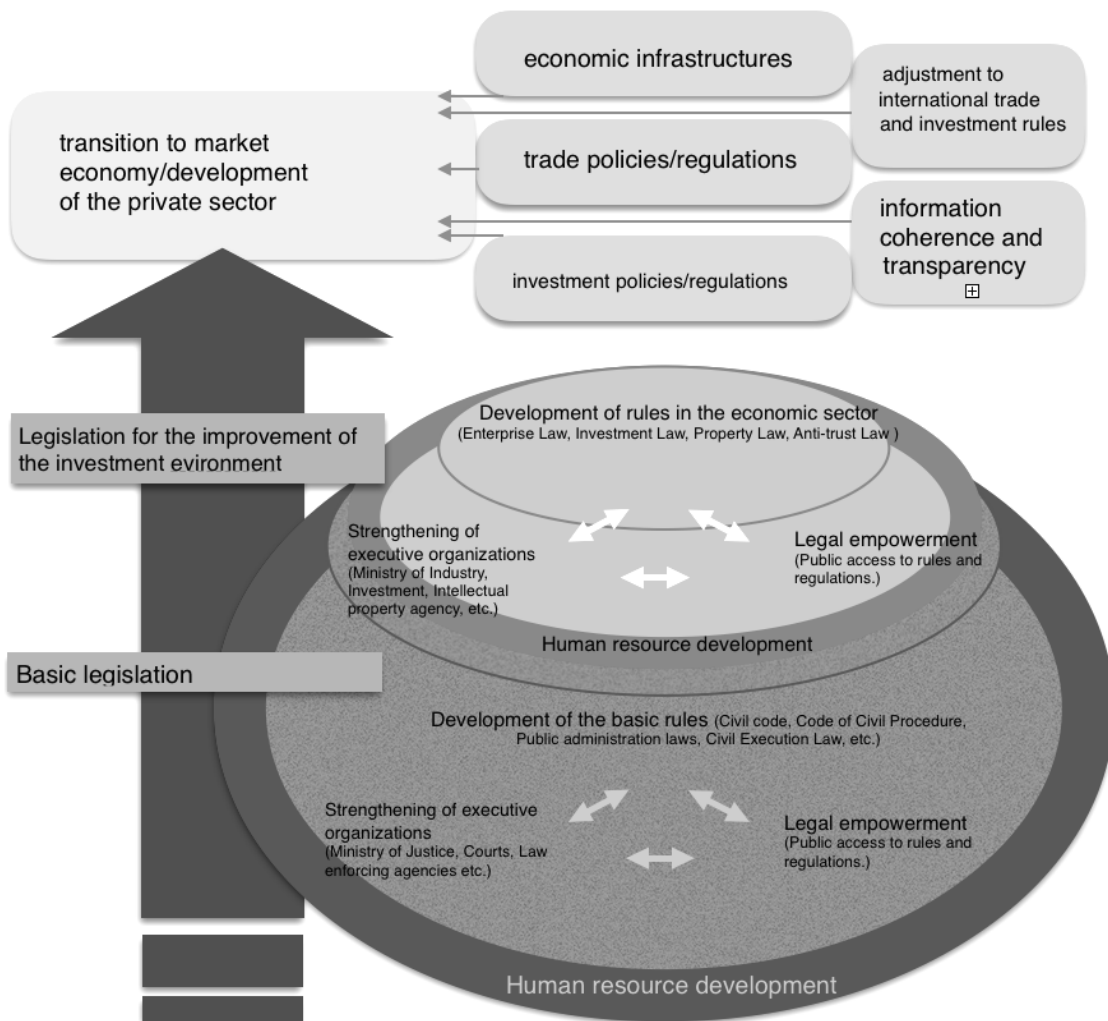 economic infrastructures
adjustment to
international trade
and investment rules
transition to market
economy/development
of the private sector
trade policies/regulations
information
coherence and
transparency
investment policies/regulations
Development of rules in the economic sector
(Enterprise Law, Investment Law, Property Law, Anti-trust Law )
Legislation for the improvement of
the investment evironment
Strengthening of
executive organizations
(Ministry of Industry,
Investment, Intellectual
property agency, etc.)
Legal empowerment
(Public access to rules and
regulations.)
Human resource development
Basic legislation
Development of the basic rules (Civil code, Code of Civil Procedure,
Public administration laws, Civil Execution Law, etc.)
Strengthening of executive
organizations
(Ministry of Justice, Courts, Law
enforcing agencies etc.)
Legal empowerment
(Public access to rules and
regulations.)
Human resource development